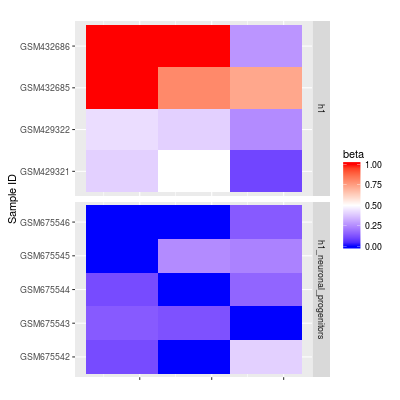 Sample ID
GSM432686
GSM432685
GSM429322
GSM429321
h1
GSM675546
GSM675545
GSM675544
GSM675543
GSM675542
h1_neuronal_progenitors
beta
1.00
0.75
0.50
0.25
0.00